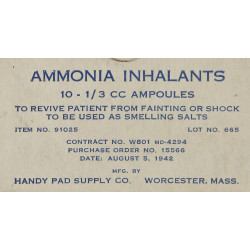 AMMONIA INHALANTS
10 - 1/3 CC AMPOULES
TO REVIVE PATIENT FROM FAINTING OR SHOCK
TO BE USED AS SMELLING SALTS
ITEM NO. 91025 LOT NO. 665
CONTRACT NO. W801 MD-4294
PURCHASE ORDER NO. 15566
DATE: AUGUST 5, 1942
MFG. BY
HANDY PAD SUPPLY CO. WORCESTER, MASS.